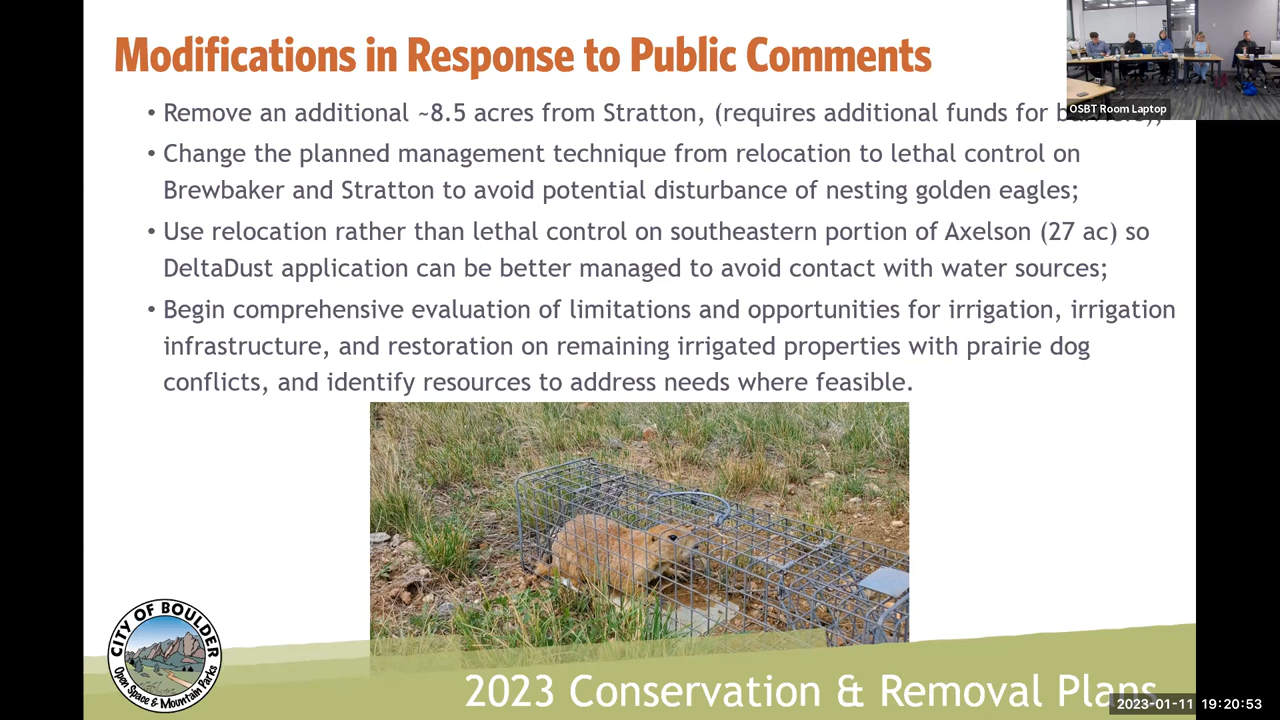 Modifications in Response to Public Comments
OSBT Room Laptop
• Remove an additional ~8.5 acres from Stratton, (requires additional funds for
• Change the planned management technique from relocation to lethal control on
Brewbaker and Stratton to avoid potential disturbance of nesting golden eagles;
• Use relocation rather than lethal control on southeastern portion of Axelson (27 ac) so
DeltaDust application can be better managed to avoid contact with water sources;
• Begin comprehensive evaluation of limitations and opportunities for irrigation, irrigation
infrastructure, and restoration on remaining irrigated properties with prairie dog
conflicts, and identify resources to address needs where feasible.
CITY OF BOULDER
Open Space & Mountain Parks
2023 Conservation & Removal Plans
2023-01-11 19:20:53